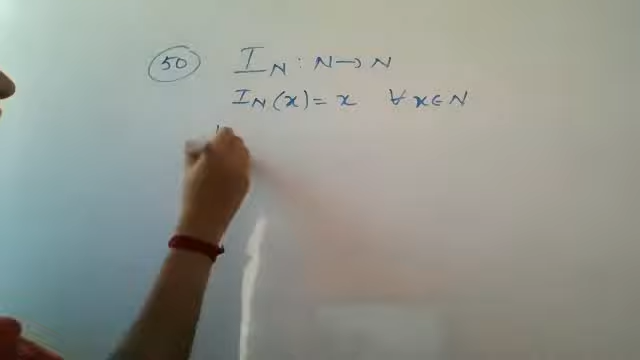 50 I_N : N → N
I_N (x) = x ∀ x ∈ N